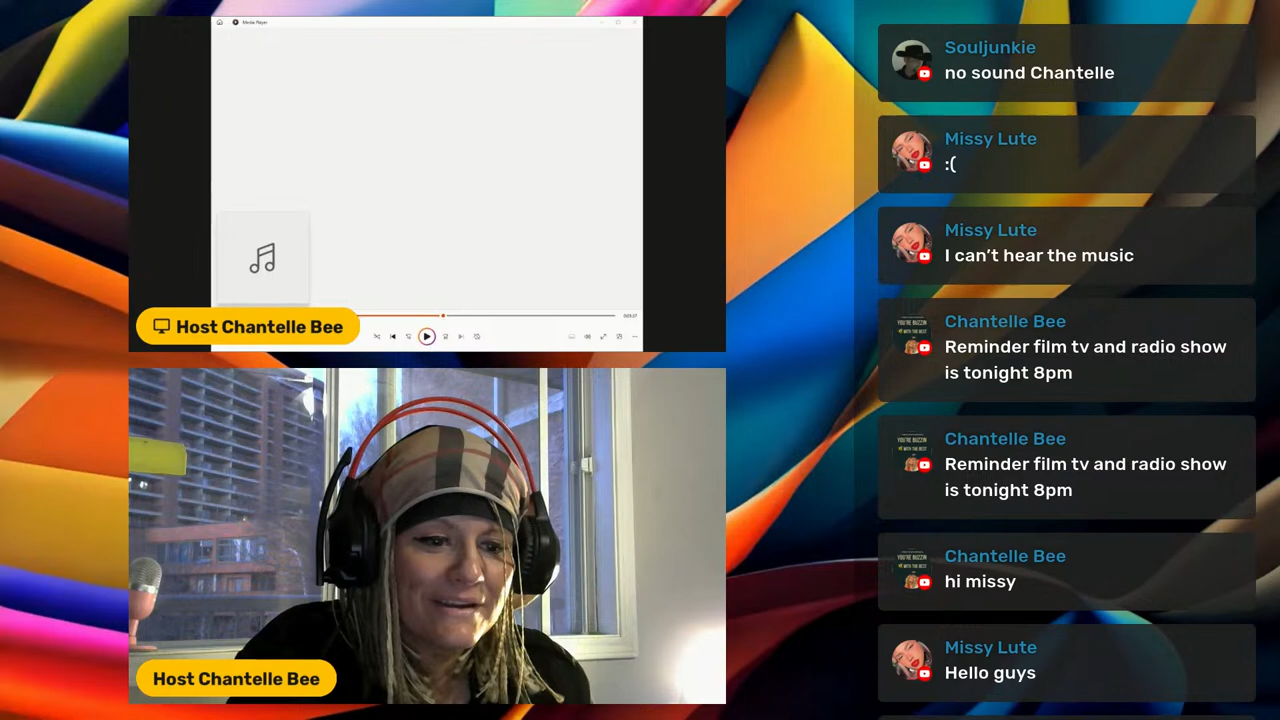 Media Player
Host Chantelle Bee
Host Chantelle Bee
Souljunkie
no sound Chantelle
Missy Lute
:(
Missy Lute
I can’t hear the music
Chantelle Bee
Reminder film tv and radio show
is tonight 8pm
Chantelle Bee
Reminder film tv and radio show
is tonight 8pm
Chantelle Bee
hi missy
Missy Lute
Hello guys